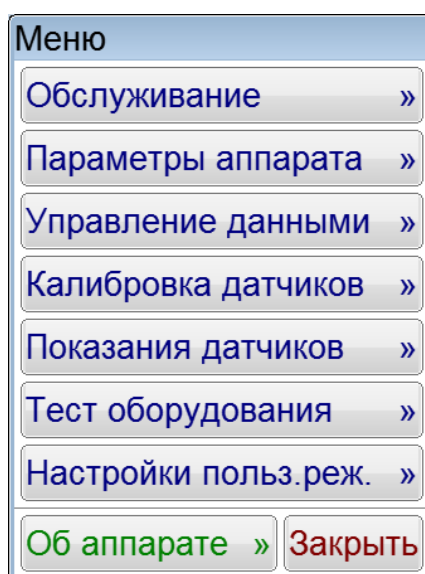 Меню
Обслуживание »
Параметры аппарата »
Управление данными »
Калибровка датчиков »
Показания датчиков »
Тест оборудования »
Настройки польз.реж. »
Об аппарате » Закрыть